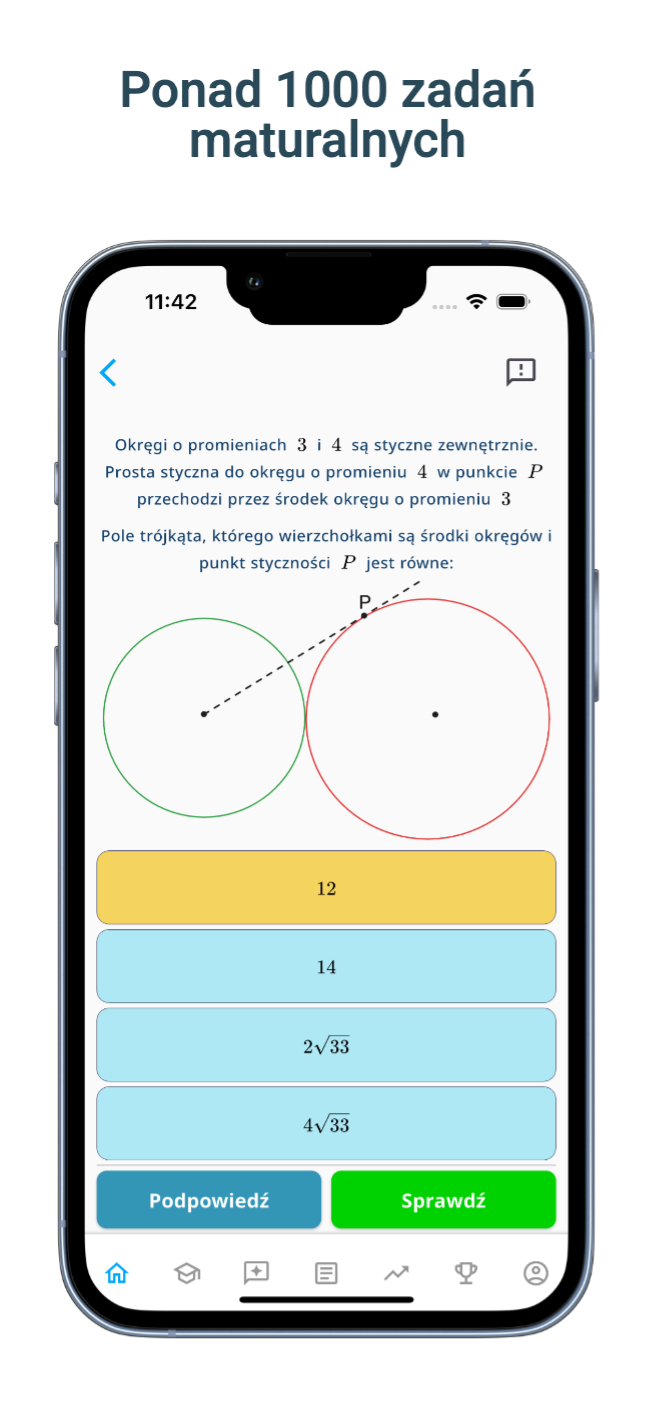 Ponad 1000 zadań
maturalnych
11:42
Okręgi o promieniach 3 i 4 są styczne zewnętrznie.
Prosta styczna do okręgu o promieniu 4 w punkcie P
przechodzi przez środek okręgu o promieniu 3
Pole trójkąta, którego wierzchołkami są środki okręgów i
punkt styczności P jest równe:
P
12
14
2√33
4√33
Podpowiedź Sprawdź